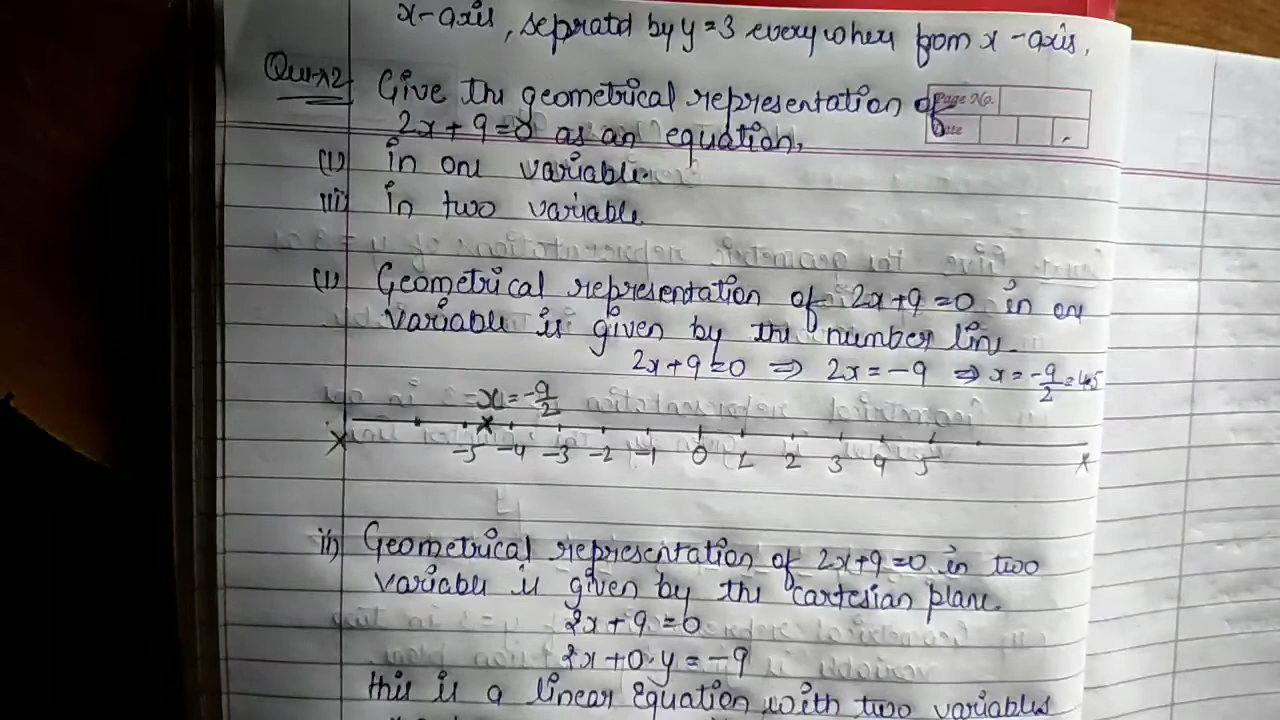 x-axis, seprated by y=3 everywhere from x-axis.
Page No.
Ques2 Give the geometrical representation of
Date
2x+9=0 as an equation,
(i) in one variable.
(ii) in two variable
(i) Geometrical representation of 2x+9=0 in one
variable is given by the number line
2x+9=0 ⇒ 2x=-9 ⇒ x=-9/2=4.5
x=-9/2
-5 -4 -3 -2 -1 0 1 2 3 4 5
ii) Geometrical representation of 2x+9=0 in two
variable is given by the cartesian plane.
2x+9=0
2x+0.y=-9
this is a linear Equation with two variables